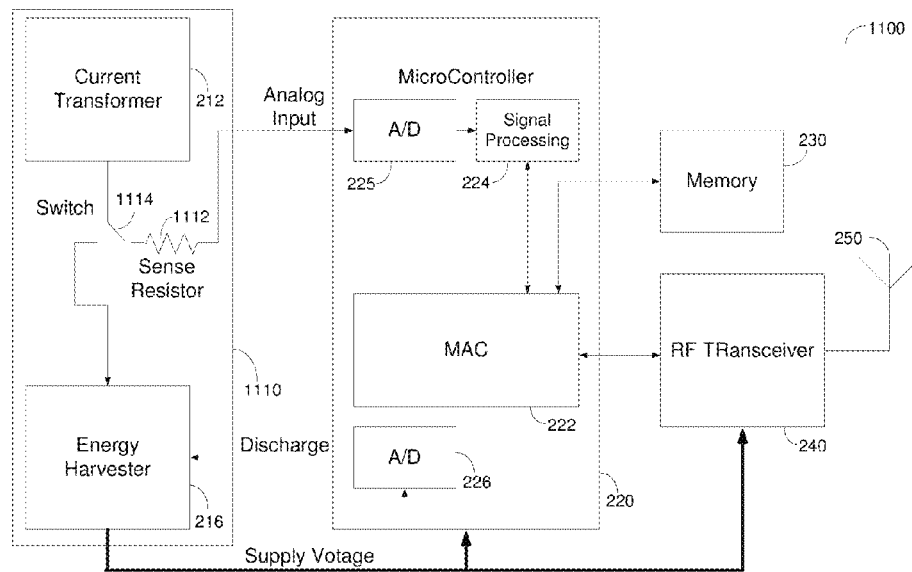 1100
Current
Transformer
212
MicroController
Analog
Input
A/D
Signal
Processing
225
224
230
Memory
Switch
1114
1112
Sense
Resistor
250
MAC
RF TRansceiver
1110
222
240
Energy
Harvester
Discharge
A/D
226
216
220
Supply Votage